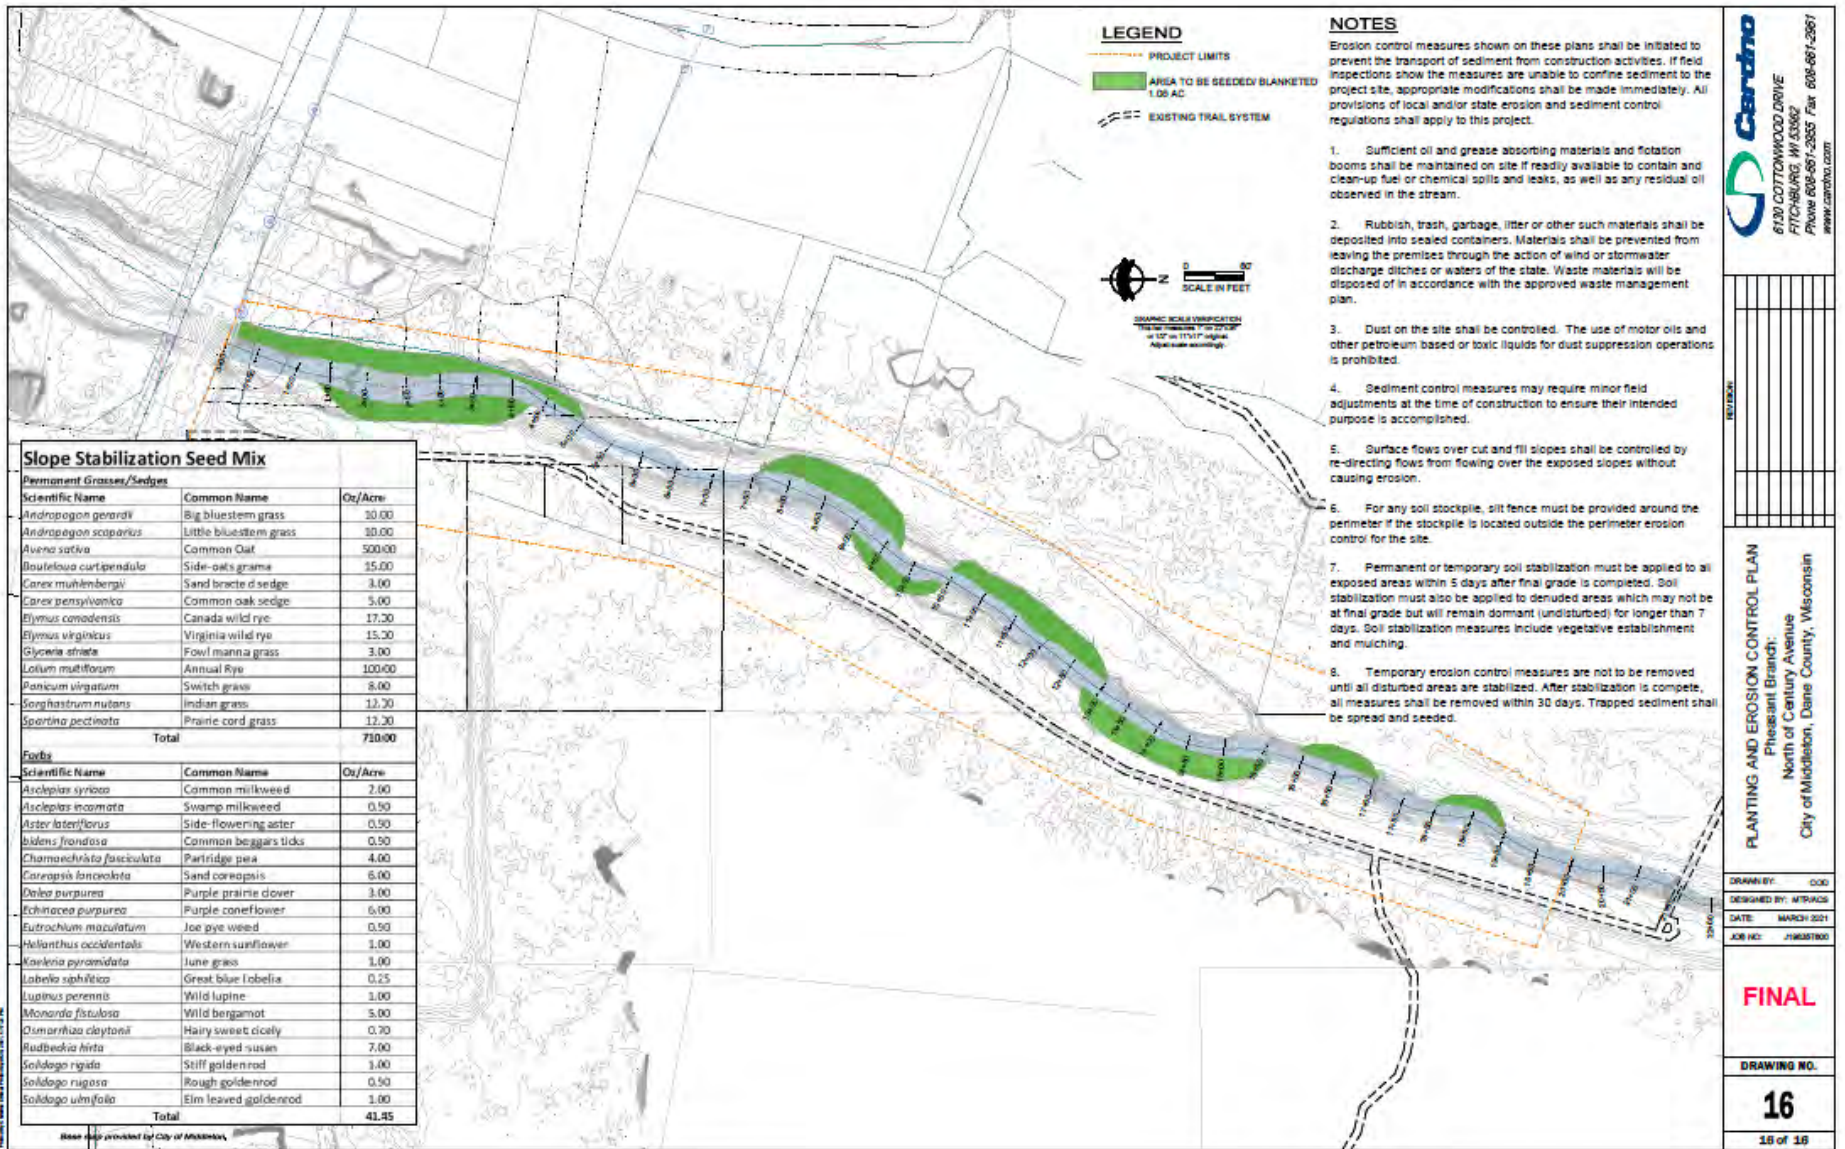 LEGEND
PROJECT LIMITS
AREA TO BE SEEDED/ BLANKETED
1.06 AC
EXISTING TRAIL SYSTEM
N
0 60'
SCALE IN FEET
GRAPHIC SCALE VERIFICATION
NOTES
Erosion control measures shown on these plans shall be initiated to
prevent the transport of sediment from construction activities. If field
inspections show the measures are unable to confine sediment to the
project site, appropriate modifications shall be made immediately. All
provisions of local and/or state erosion and sediment control
regulations shall apply to this project.
1. Sufficient oil and grease absorbing materials and flotation
booms shall be maintained on site if readily available to contain and
clean-up fuel or chemical spills and leaks, as well as any residual oil
observed in the stream.
2. Rubbish, trash, garbage, litter or other such materials shall be
deposited into sealed containers. Materials shall be prevented from
leaving the premises through the action of wind or stormwater
discharge ditches or waters of the state. Waste materials will be
disposed of in accordance with the approved waste management
plan.
3. Dust on the site shall be controlled. The use of motor oils and
other petroleum based or toxic liquids for dust suppression operations
is prohibited.
4. Sediment control measures may require minor field
adjustments at the time of construction to ensure their intended
purpose is accomplished.
5. Surface flows over cut and fill slopes shall be controlled by
re-directing flows from flowing over the exposed slopes without
causing erosion.
6. For any soil stockpile, silt fence must be provided around the
perimeter if the stockpile is located outside the perimeter erosion
control for the site.
7. Permanent or temporary soil stabilization must be applied to all
exposed areas within 5 days after final grade is completed. Soil
stabilization must also be applied to denuded areas which may not be
at final grade but will remain dormant (undisturbed) for longer than 7
days. Soil stabilization measures include vegetative establishment
and mulching.
8. Temporary erosion control measures are not to be removed
until all disturbed areas are stabilized. After stabilization is compete,
all measures shall be removed within 30 days. Trapped sediment shall
be spread and seeded.
Slope Stabilization Seed Mix
Permanent Grasses/Sedges
Scientific Name Common Name Oz/Acre
Andropogon gerardii Big bluestem grass 10.00
Andropogon scoparius Little bluestem grass 10.00
Avena sativa Common Oat 500.00
Bouteloua curtipendula Side-oats grama 15.00
Carex muhlenbergii Sand bracted sedge 3.00
Carex pensylvanica Common oak sedge 5.00
Elymus canadensis Canada wild rye
Elymus virginicus Virginia wild rye
Glyceria striata Fowl manna grass 3.00
Lolium multiflorum Annual Rye 100.00
Panicum virgatum Switch grass 8.00
Sorghastrum nutans Indian grass
Spartina pectinata Prairie cord grass
Total 710.00
Forbs
Scientific Name Common Name Oz/Acre
Asclepias syriaca Common milkweed 2.00
Asclepias incarnata Swamp milkweed 0.50
Aster lateriflorus Side-flowering aster 0.50
bidens frondosa Common beggars ticks 0.50
Chamaechrista fasciculata Partridge pea 4.00
Coreopsis lanceolata Sand coreopsis 6.00
Dalea purpurea Purple prairie clover 3.00
Echinacea purpurea Purple coneflower 6.00
Eutrochium maculatum Joe pye weed 0.50
Helianthus occidentalis Western sunflower 1.00
Koeleria pyramidata June grass 1.00
Lobelia siphilitica Great blue lobelia 0.25
Lupinus perennis Wild lupine 1.00
Monarda fistulosa Wild bergamot 5.00
Osmorrhiza claytonii Hairy sweet cicely 0.70
Rudbeckia hirta Black-eyed susan 7.00
Solidago rigida Stiff goldenrod 1.00
Solidago rugosa Rough goldenrod 0.50
Solidago ulmifolia Elm leaved goldenrod 1.00
Total 41.45
Base map provided by City of Middleton,
Cardno
6130 COTTONWOOD DRIVE
FITCHBURG, WI 53562
Phone 608-661-2955 Fax 608-661-2961
www.cardno.com
REVISION
PLANTING AND EROSION CONTROL PLAN
Pheasant Branch:
North of Century Avenue
City of Middleton, Dane County, Wisconsin
DRAWN BY:
DESIGNED BY: MTP/ACS
DATE: MARCH 2021
JOB NO:
FINAL
DRAWING NO.
16
16 of 16